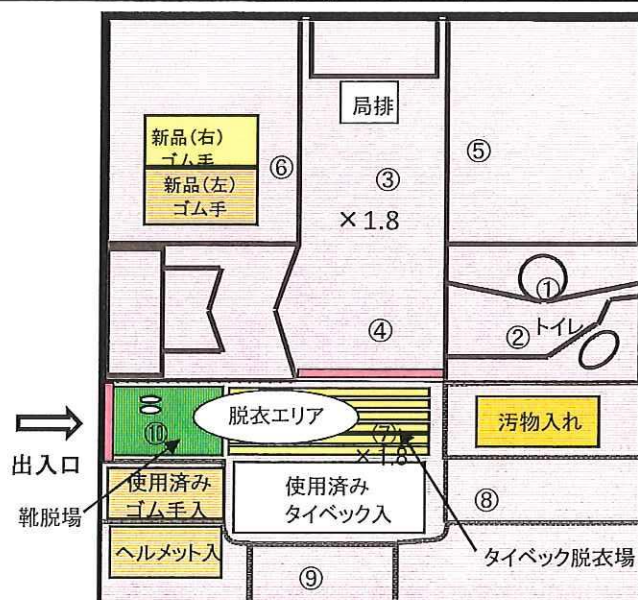 局排
新品(右)
ゴム手
新品(左)
ゴム手
⑥
③
⑤
×1.8
①
④
②
トイレ
出入口
⑩
脱衣エリア
(7)
×1.8
汚物入れ
靴脱場
使用済み
ゴム手入
使用済み
タイベック入
⑧
ヘルメット入
⑨
タイベック脱衣場